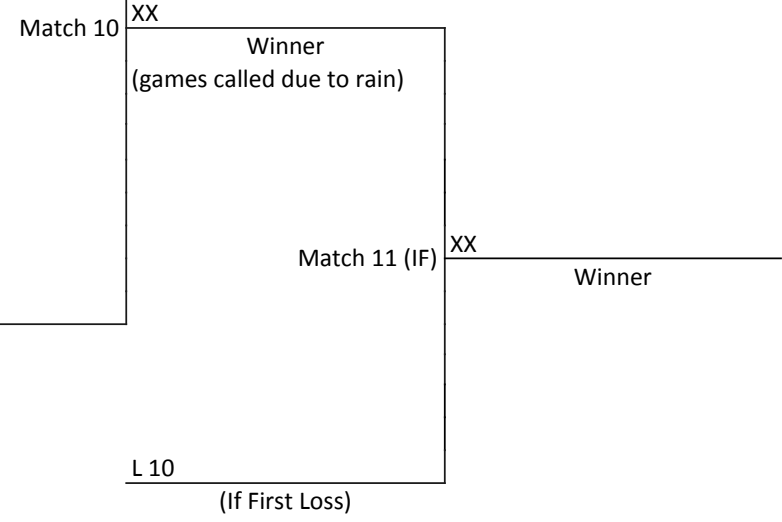 XX
Match 10
Winner
(games called due to rain)
XX
Match 11 (IF)
Winner
L 10
(If First Loss)